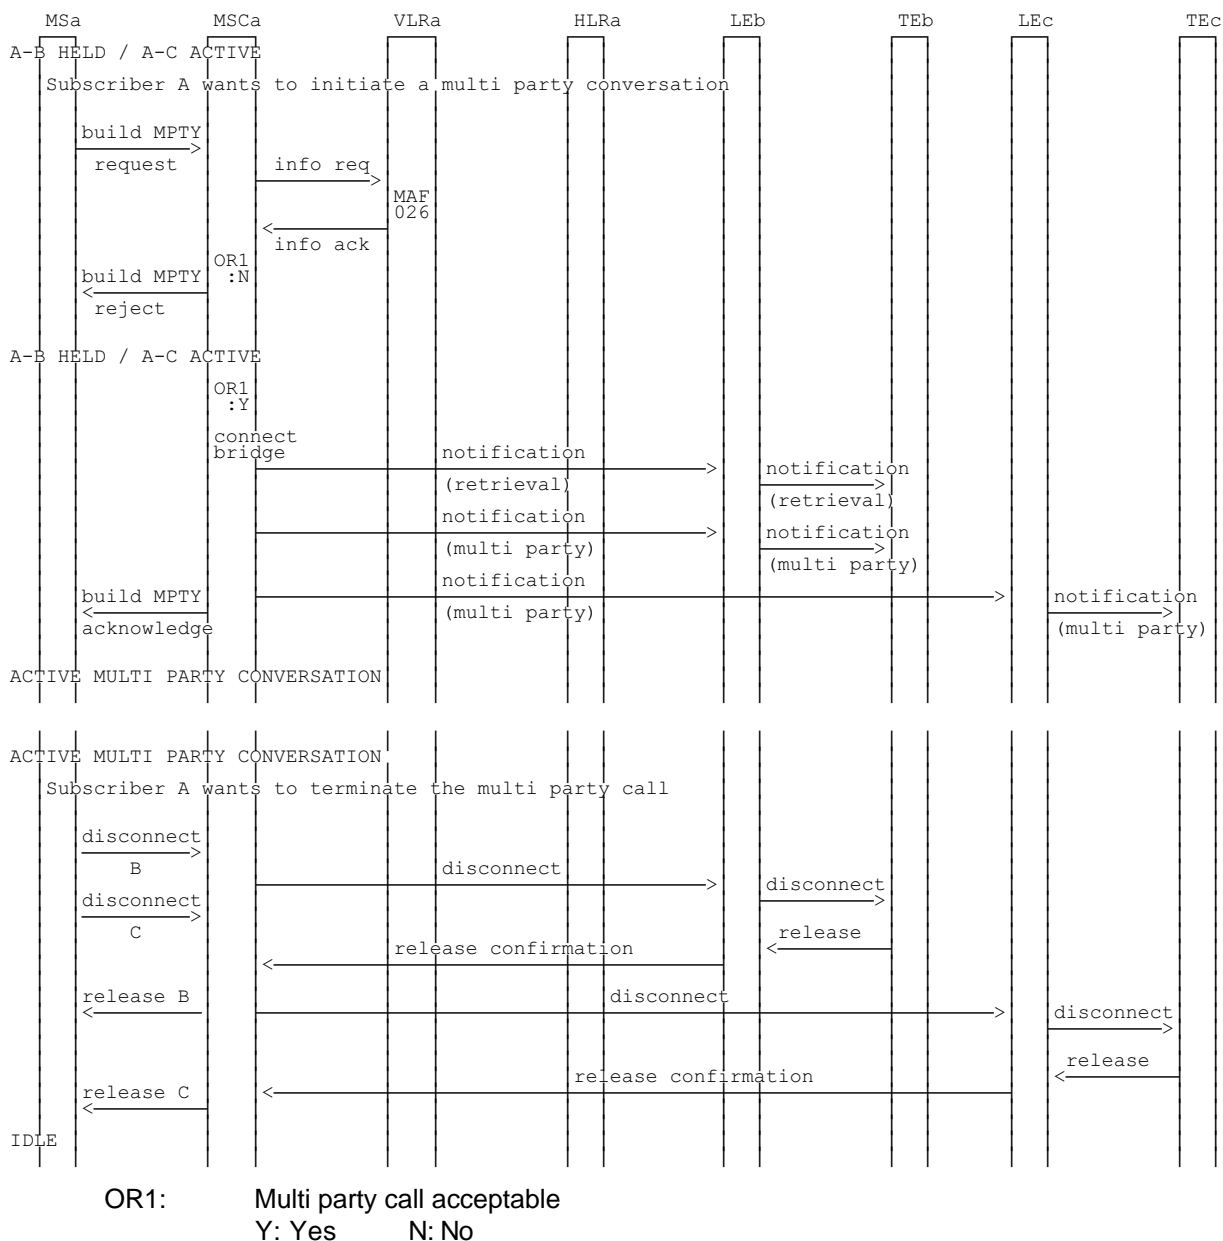 MSa MSCa VLRa HLRa LEb TEb LEc TEc
A-B HELD / A-C ACTIVE
Subscriber A wants to initiate a multi party conversation
build MPTY
request
info req
MAF
026
info ack
OR1
:N
build MPTY
reject
A-B HELD / A-C ACTIVE
OR1
:Y
connect
bridge
notification
(retrieval)
notification
(retrieval)
notification
(multi party)
notification
(multi party)
notification
(multi party)
build MPTY
acknowledge
notification
(multi party)
ACTIVE MULTI PARTY CONVERSATION
ACTIVE MULTI PARTY CONVERSATION
Subscriber A wants to terminate the multi party call
disconnect
B
disconnect
disconnect
disconnect
C
release
release confirmation
release B
disconnect
disconnect
release
release confirmation
release C
IDLE
OR1: Multi party call acceptable
Y: Yes N: No